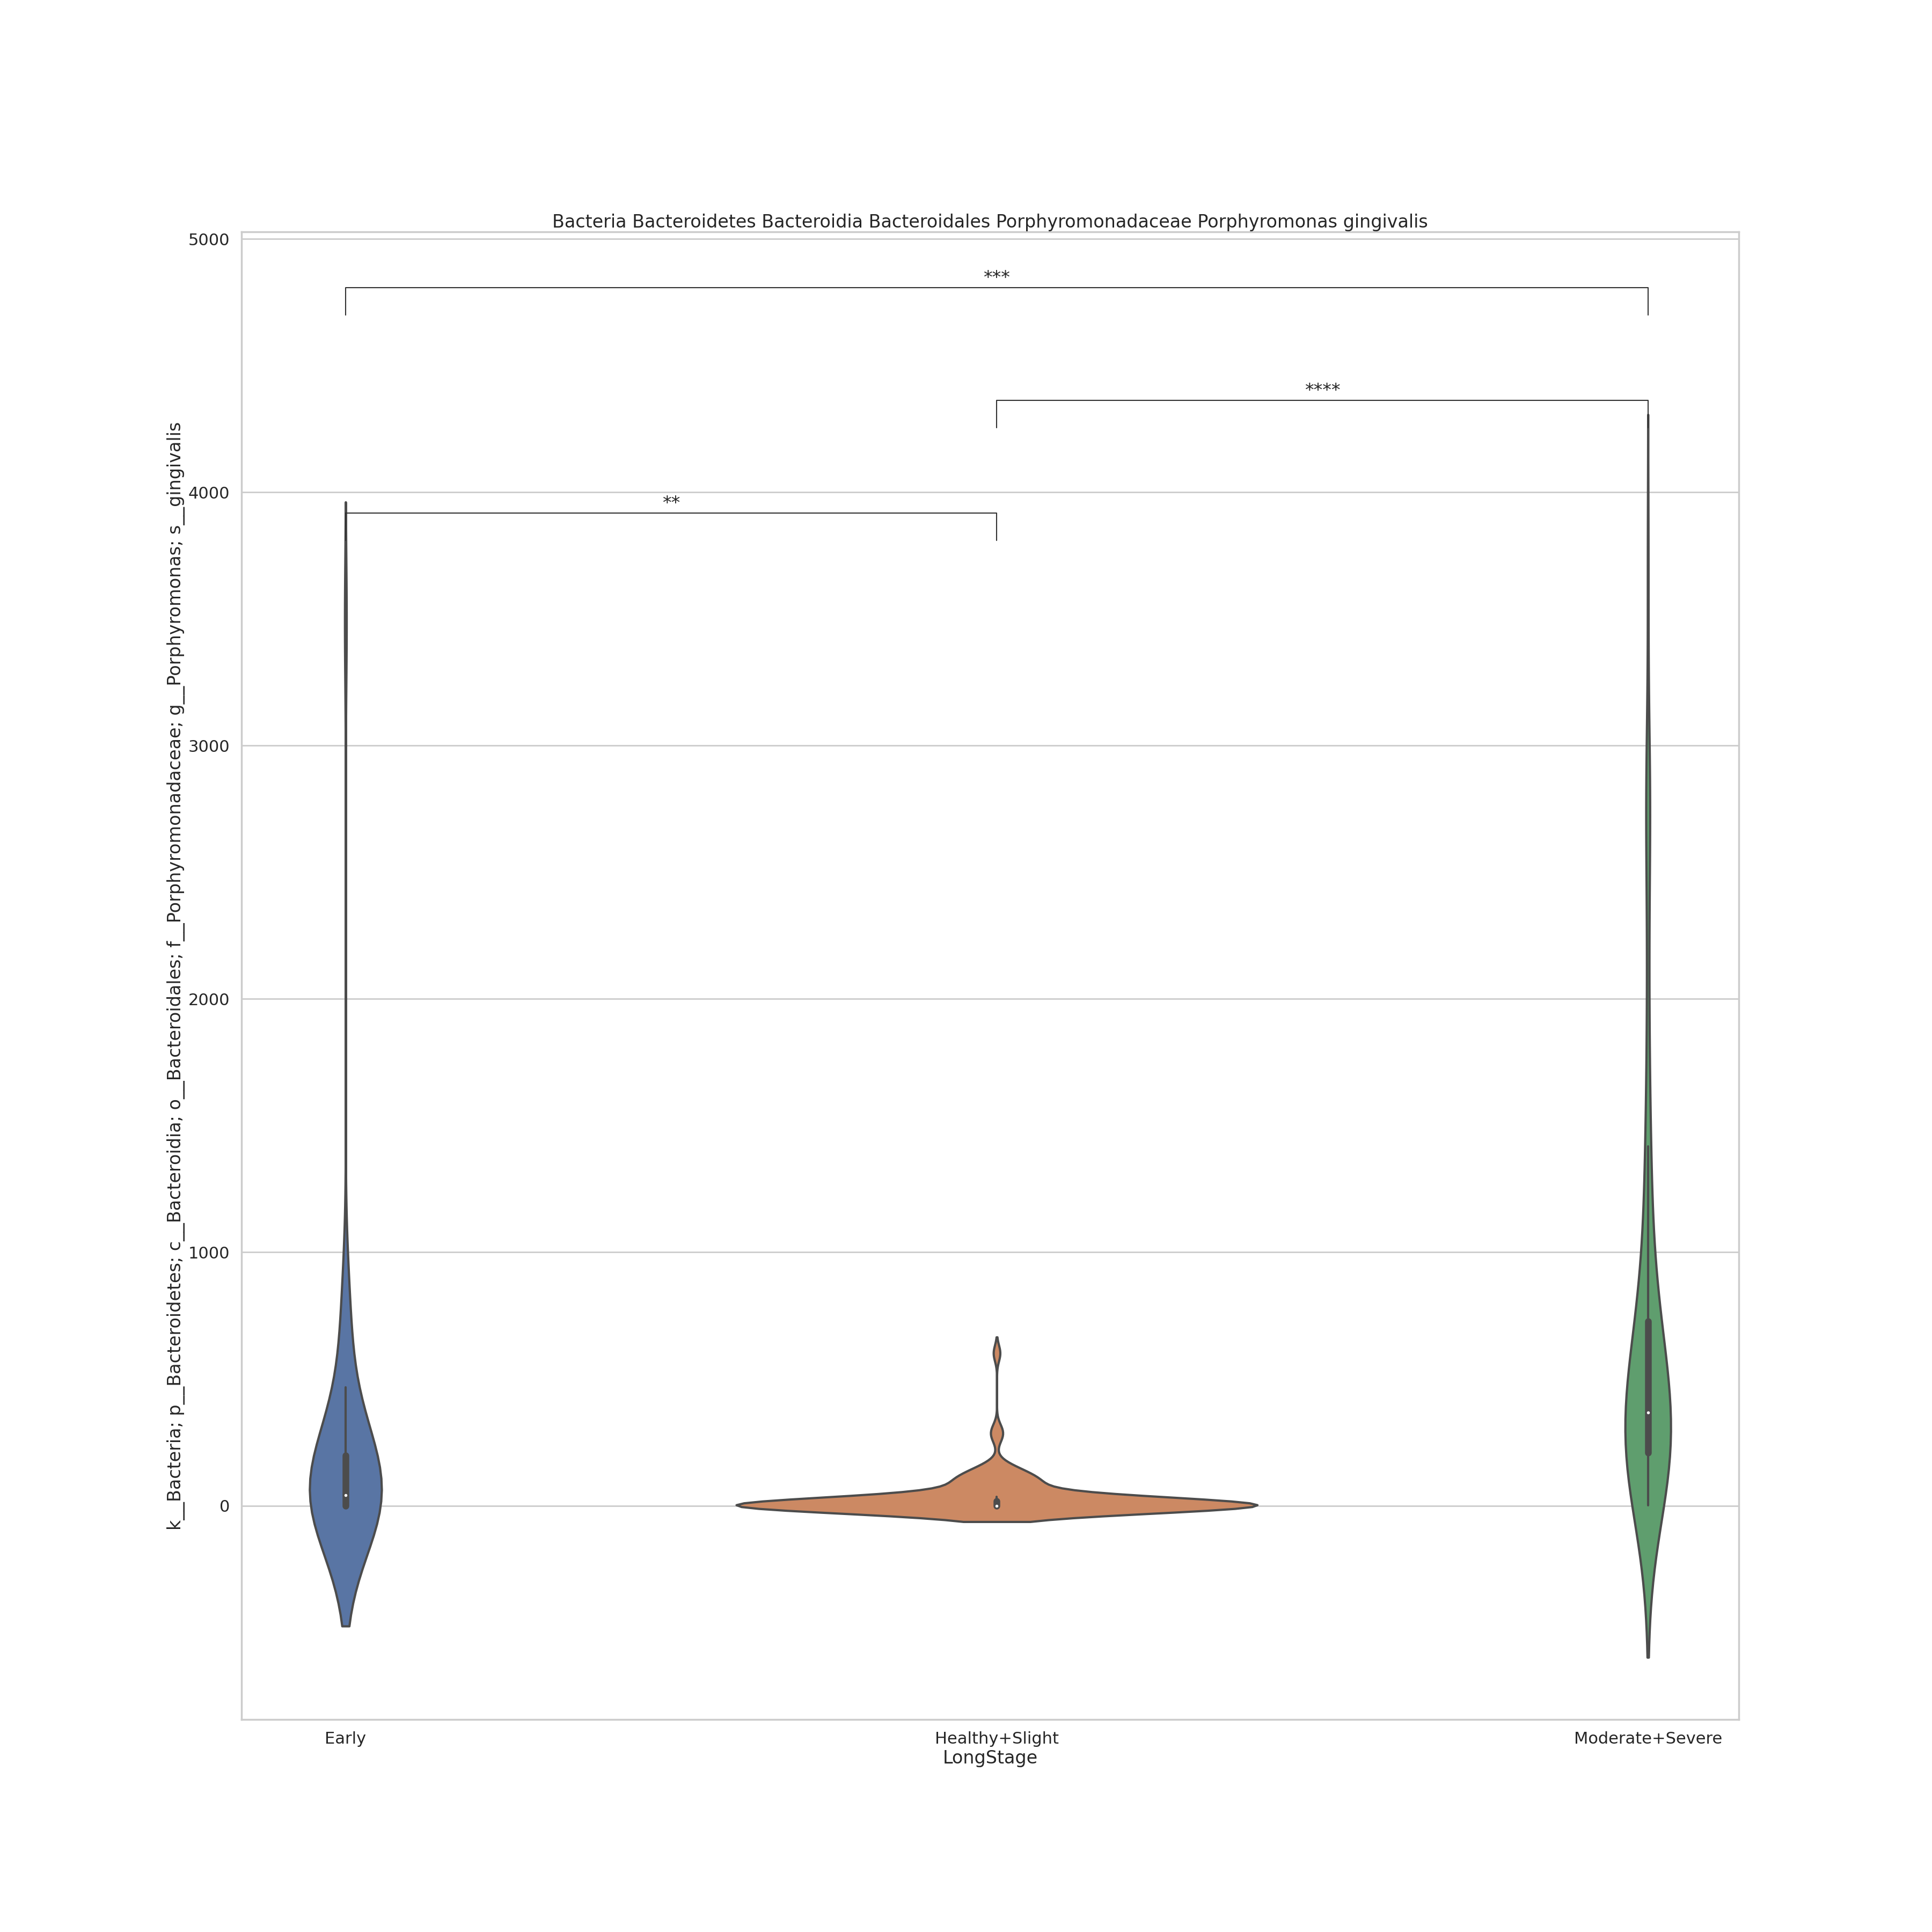 Bacteria Bacteroidetes Bacteroidia Bacteroidales Porphyromonadaceae Porphyromonas gingivalis
k__Bacteria; p__Bacteroidetes; c__Bacteroidia; o__Bacteroidales; f__Porphyromonadaceae; g__Porphyromonas; s__gingivalis
5000
4000
3000
2000
1000
0
***
****
**
Early
Healthy+Slight
Moderate+Severe
LongStage